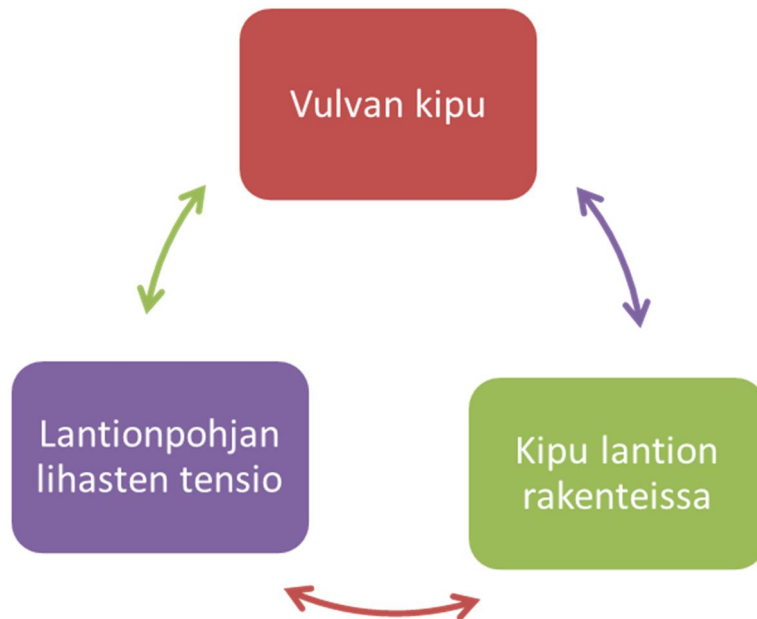 Vulvan kipu
Lantionpohjan
lihasten tensio
Kipu lantion
rakenteissa